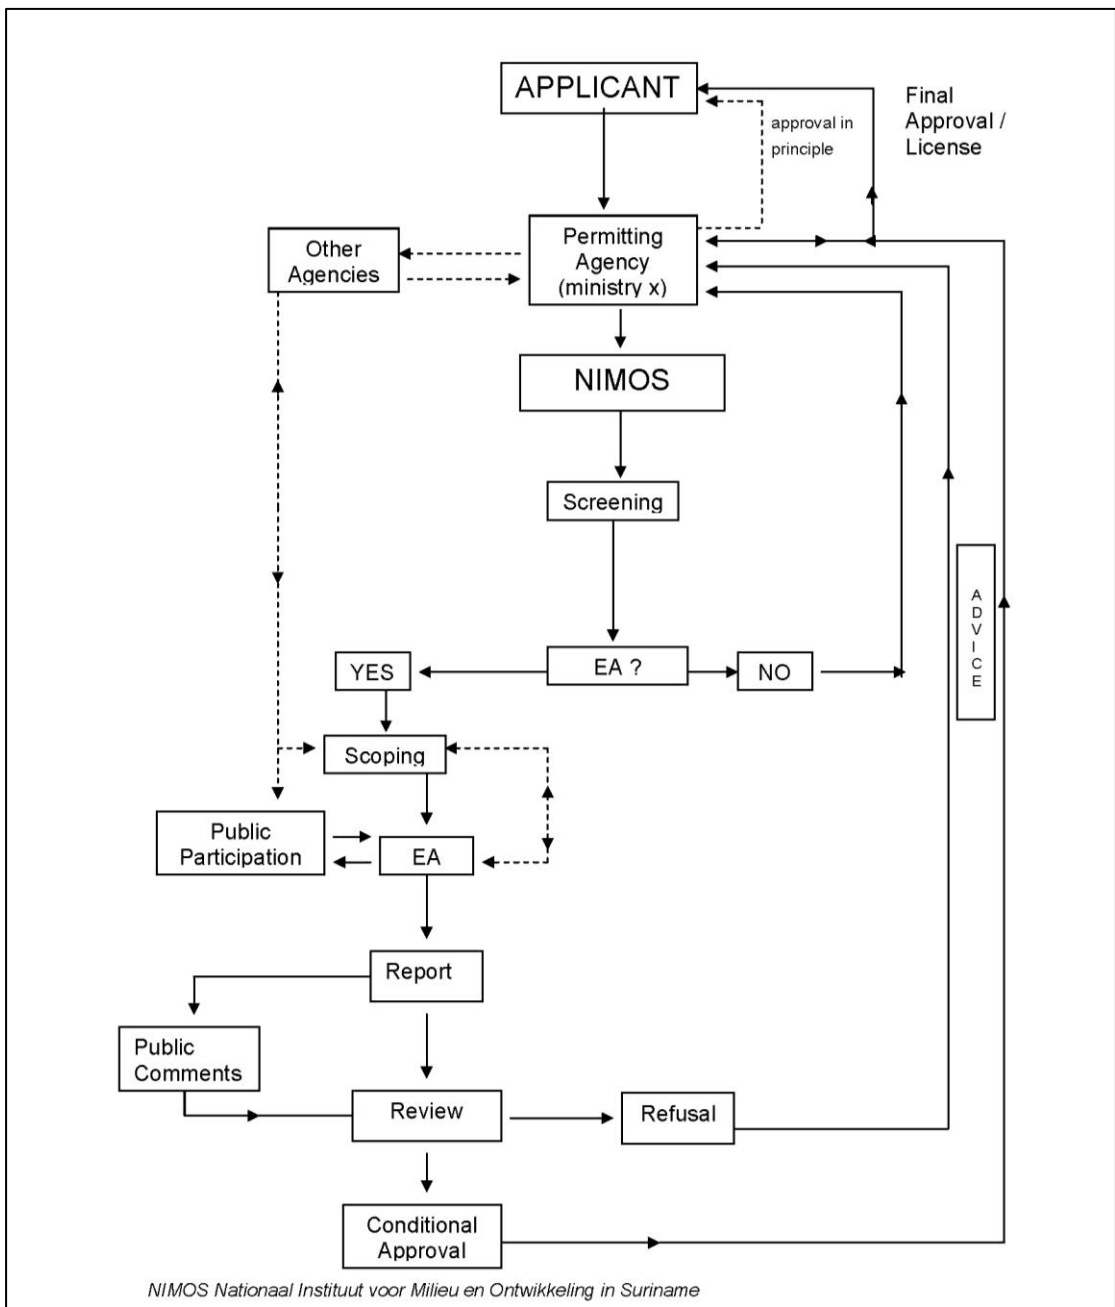 APPLICANT
Final
Approval /
License
approval in
principle
Other
Agencies
Permitting
Agency
(ministry x)
NIMOS
Screening
A
D
V
I
C
E
YES
EA ?
NO
Scoping
Public
Participation
EA
Report
Public
Comments
Review
Refusal
Conditional
Approval
NIMOS Nationaal Instituut voor Milieu en Ontwikkeling in Suriname